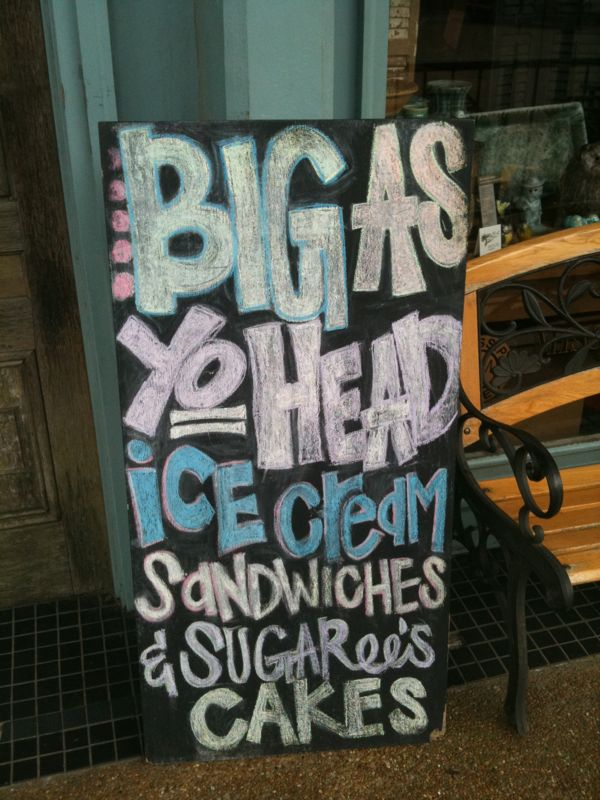 BIG AS
YO HEAD
iCE CreaM
SaNDWiCHES
& SUGARee's
CAKES